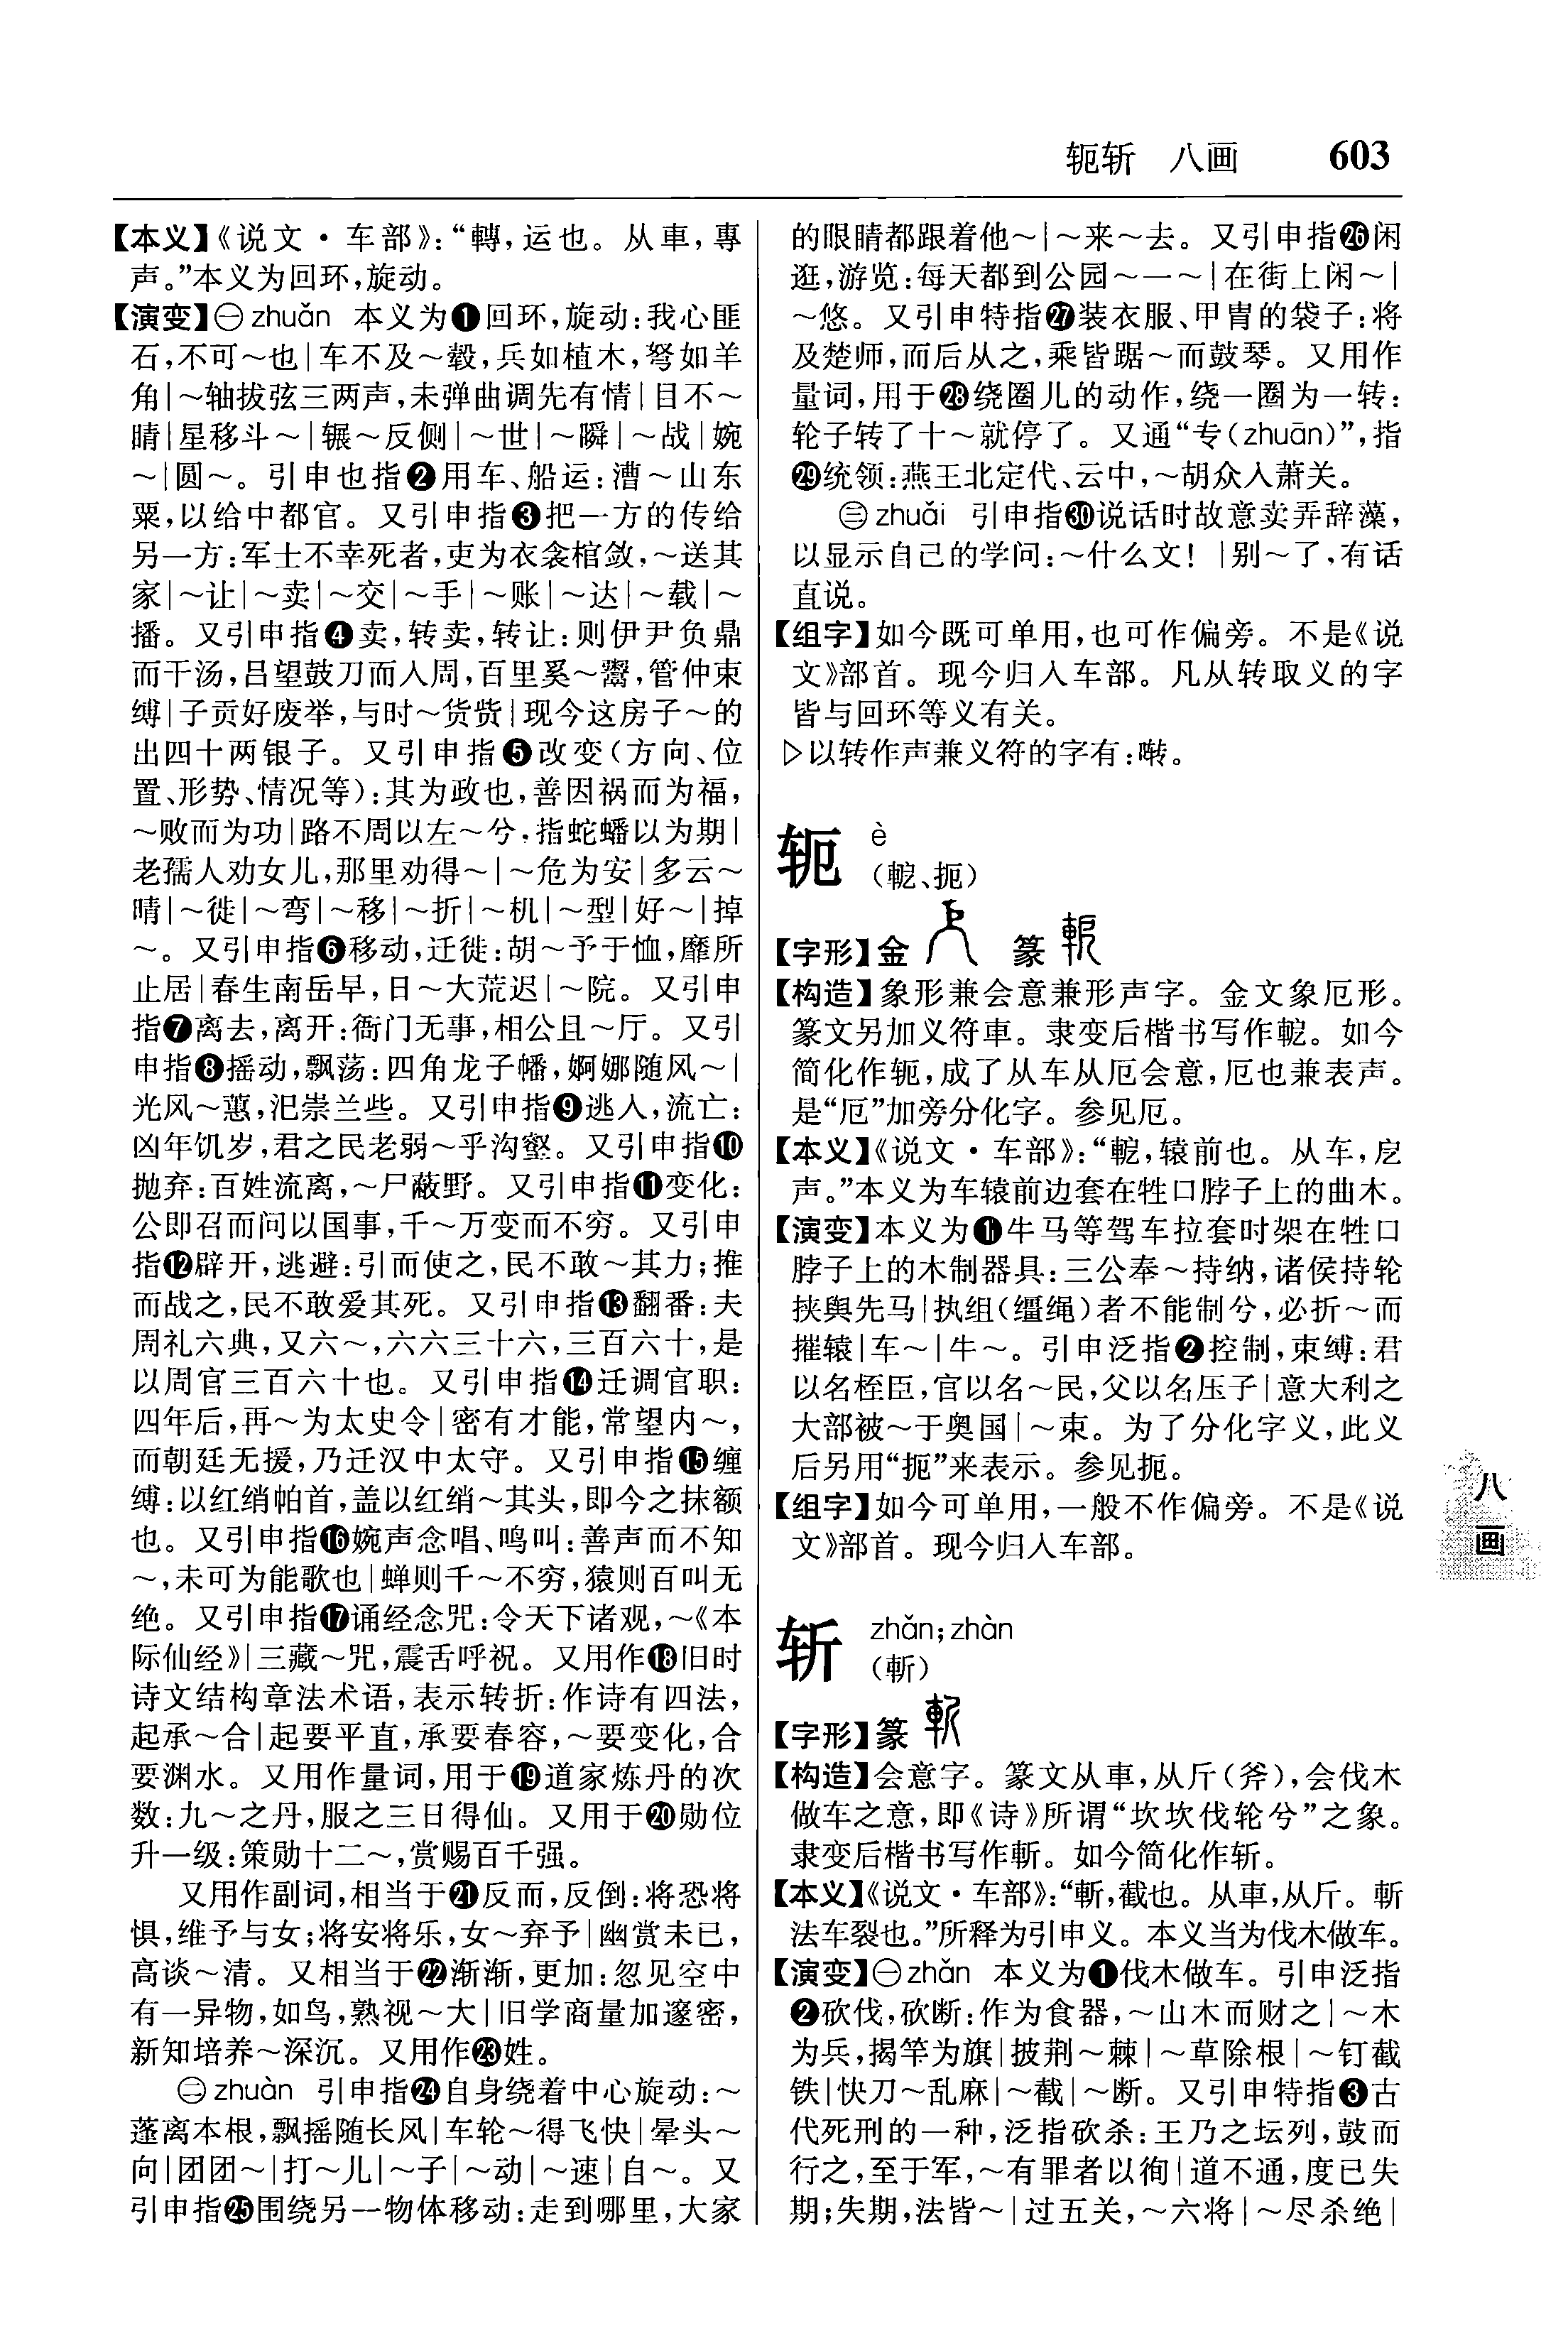 轭斩　八画　603
【本义】《说文·车部》：“轉，运也。从車，專
声。”本义为回环，旋动。
【演变】㊀zhuǎn 本义为❶回环，旋动：我心匪
石，不可～也|车不及～毂，兵如植木，弩如羊
角|～轴拔弦三两声，未弹曲调先有情|目不～
睛|星移斗～|辗～反侧|～世|～瞬|～战|婉
～|圆～。引申也指❷用车、船运：漕～山东
粟，以给中都官。又引申指❸把一方的传给
另一方：军士不幸死者，吏为衣衾棺敛，～送其
家|～让|～卖|～交|～手|～账|～达|～载|～
播。又引申指❹卖，转卖，转让：则伊尹负鼎
而干汤，吕望鼓刀而入周，百里奚～鬻，管仲束
缚|子贡好废举，与时～货赀|现今这房子～的
出四十两银子。又引申指❺改变（方向、位
置、形势、情况等）：其为政也，善因祸而为福，
～败而为功|路不周以左～兮，指蛇蟠以为期|
老孺人劝女儿，那里劝得～|～危为安|多云～
晴|～徙|～弯|～移|～折|～机|～型|好～|掉
～。又引申指❻移动，迁徙：胡～予于恤，靡所
止居|春生南岳早，日～大荒迟|～院。又引申
指❼离去，离开：衙门无事，相公且～厅。又引
申指❽摇动，飘荡：四角龙子幡，婀娜随风～|
光风～蕙，汜崇兰些。又引申指❾逃入，流亡：
凶年饥岁，君之民老弱～乎沟壑。又引申指❿
抛弃：百姓流离，～尸蔽野。又引申指⓫变化：
公即召而问以国事，千～万变而不穷。又引申
指⓬辟开，逃避：引而使之，民不敢～其力；推
而战之，民不敢爱其死。又引申指⓭翻番：夫
周礼六典，又六～，六六三十六，三百六十，是
以周官三百六十也。又引申指⓮迁调官职：
四年后，再～为太史令|密有才能，常望内～，
而朝廷无援，乃迁汉中太守。又引申指⓯缠
缚：以红绡帕首，盖以红绡～其头，即今之抹额
也。又引申指⓰婉声念唱、鸣叫：善声而不知
～，未可为能歌也|蝉则千～不穷，猿则百叫无
绝。又引申指⓱诵经念咒：令天下诸观，～《本
际仙经》|三藏～咒，震舌呼祝。又用作⓲旧时
诗文结构章法术语，表示转折：作诗有四法，
起承～合|起要平直，承要舂容，～要变化，合
要渊水。又用作量词，用于⓳道家炼丹的次
数：九～之丹，服之三日得仙。又用于⓴勋位
升一级：策勋十二～，赏赐百千强。
又用作副词，相当于㉑反而，反倒：将恐将
惧，维予与女；将安将乐，女～弃予|幽赏未已，
高谈～清。又相当于㉒渐渐，更加：忽见空中
有一异物，如鸟，熟视～大|旧学商量加邃密，
新知培养～深沉。又用作㉓姓。
㊁zhuàn 引申指㉔自身绕着中心旋动：～
蓬离本根，飘摇随长风|车轮～得飞快|晕头～
向|团团～|打～儿|～子|～动|～速|自～。又
引申指㉕围绕另一物体移动：走到哪里，大家
的眼睛都跟着他～|～来～去。又引申指㉖闲
逛，游览：每天都到公园～一～|在街上闲～|
～悠。又引申特指㉗装衣服、甲胄的袋子：将
及楚师，而后从之，乘皆踞～而鼓琴。又用作
量词，用于㉘绕圈儿的动作，绕一圈为一转：
轮子转了十～就停了。又通“专（zhuān）”，指
㉙统领：燕王北定代、云中，～胡众入萧关。
㊂zhuǎi 引申指㉚说话时故意卖弄辞藻，
以显示自己的学问：～什么文！|别～了，有话
直说。
【组字】如今既可单用，也可作偏旁。不是《说
文》部首。现今归入车部。凡从转取义的字
皆与回环等义有关。
▷以转作声兼义符的字有：啭。
轭 è
（軶、扼）
【字形】金　篆
【构造】象形兼会意兼形声字。金文象厄形。
篆文另加义符車。隶变后楷书写作軶。如今
简化作轭，成了从车从厄会意，厄也兼表声。
是“厄”加旁分化字。参见厄。
【本义】《说文·车部》：“軶，辕前也。从车，戹
声。”本义为车辕前边套在牲口脖子上的曲木。
【演变】本义为❶牛马等驾车拉套时架在牲口
脖子上的木制器具：三公奉～持纳，诸侯持轮
挟舆先马|执组（缰绳）者不能制兮，必折～而
摧辕|车～|牛～。引申泛指❷控制，束缚：君
以名桎臣，官以名～民，父以名压子|意大利之
大部被～于奥国|～束。为了分化字义，此义
后另用“扼”来表示。参见扼。
【组字】如今可单用，一般不作偏旁。不是《说
文》部首。现今归入车部。
斩 zhǎn；zhàn
（斬）
【字形】篆
【构造】会意字。篆文从車，从斤（斧），会伐木
做车之意，即《诗》所谓“坎坎伐轮兮”之象。
隶变后楷书写作斬。如今简化作斩。
【本义】《说文·车部》：“斬，截也。从車，从斤。斬
法车裂也。”所释为引申义。本义当为伐木做车。
【演变】㊀zhǎn 本义为❶伐木做车。引申泛指
❷砍伐，砍断：作为食器，～山木而财之|～木
为兵，揭竿为旗|披荆～棘|～草除根|～钉截
铁|快刀～乱麻|～截|～断。又引申特指❸古
代死刑的一种，泛指砍杀：王乃之坛列，鼓而
行之，至于军，～有罪者以徇|道不通，度已失
期；失期，法皆～|过五关，～六将|～尽杀绝|
八
画